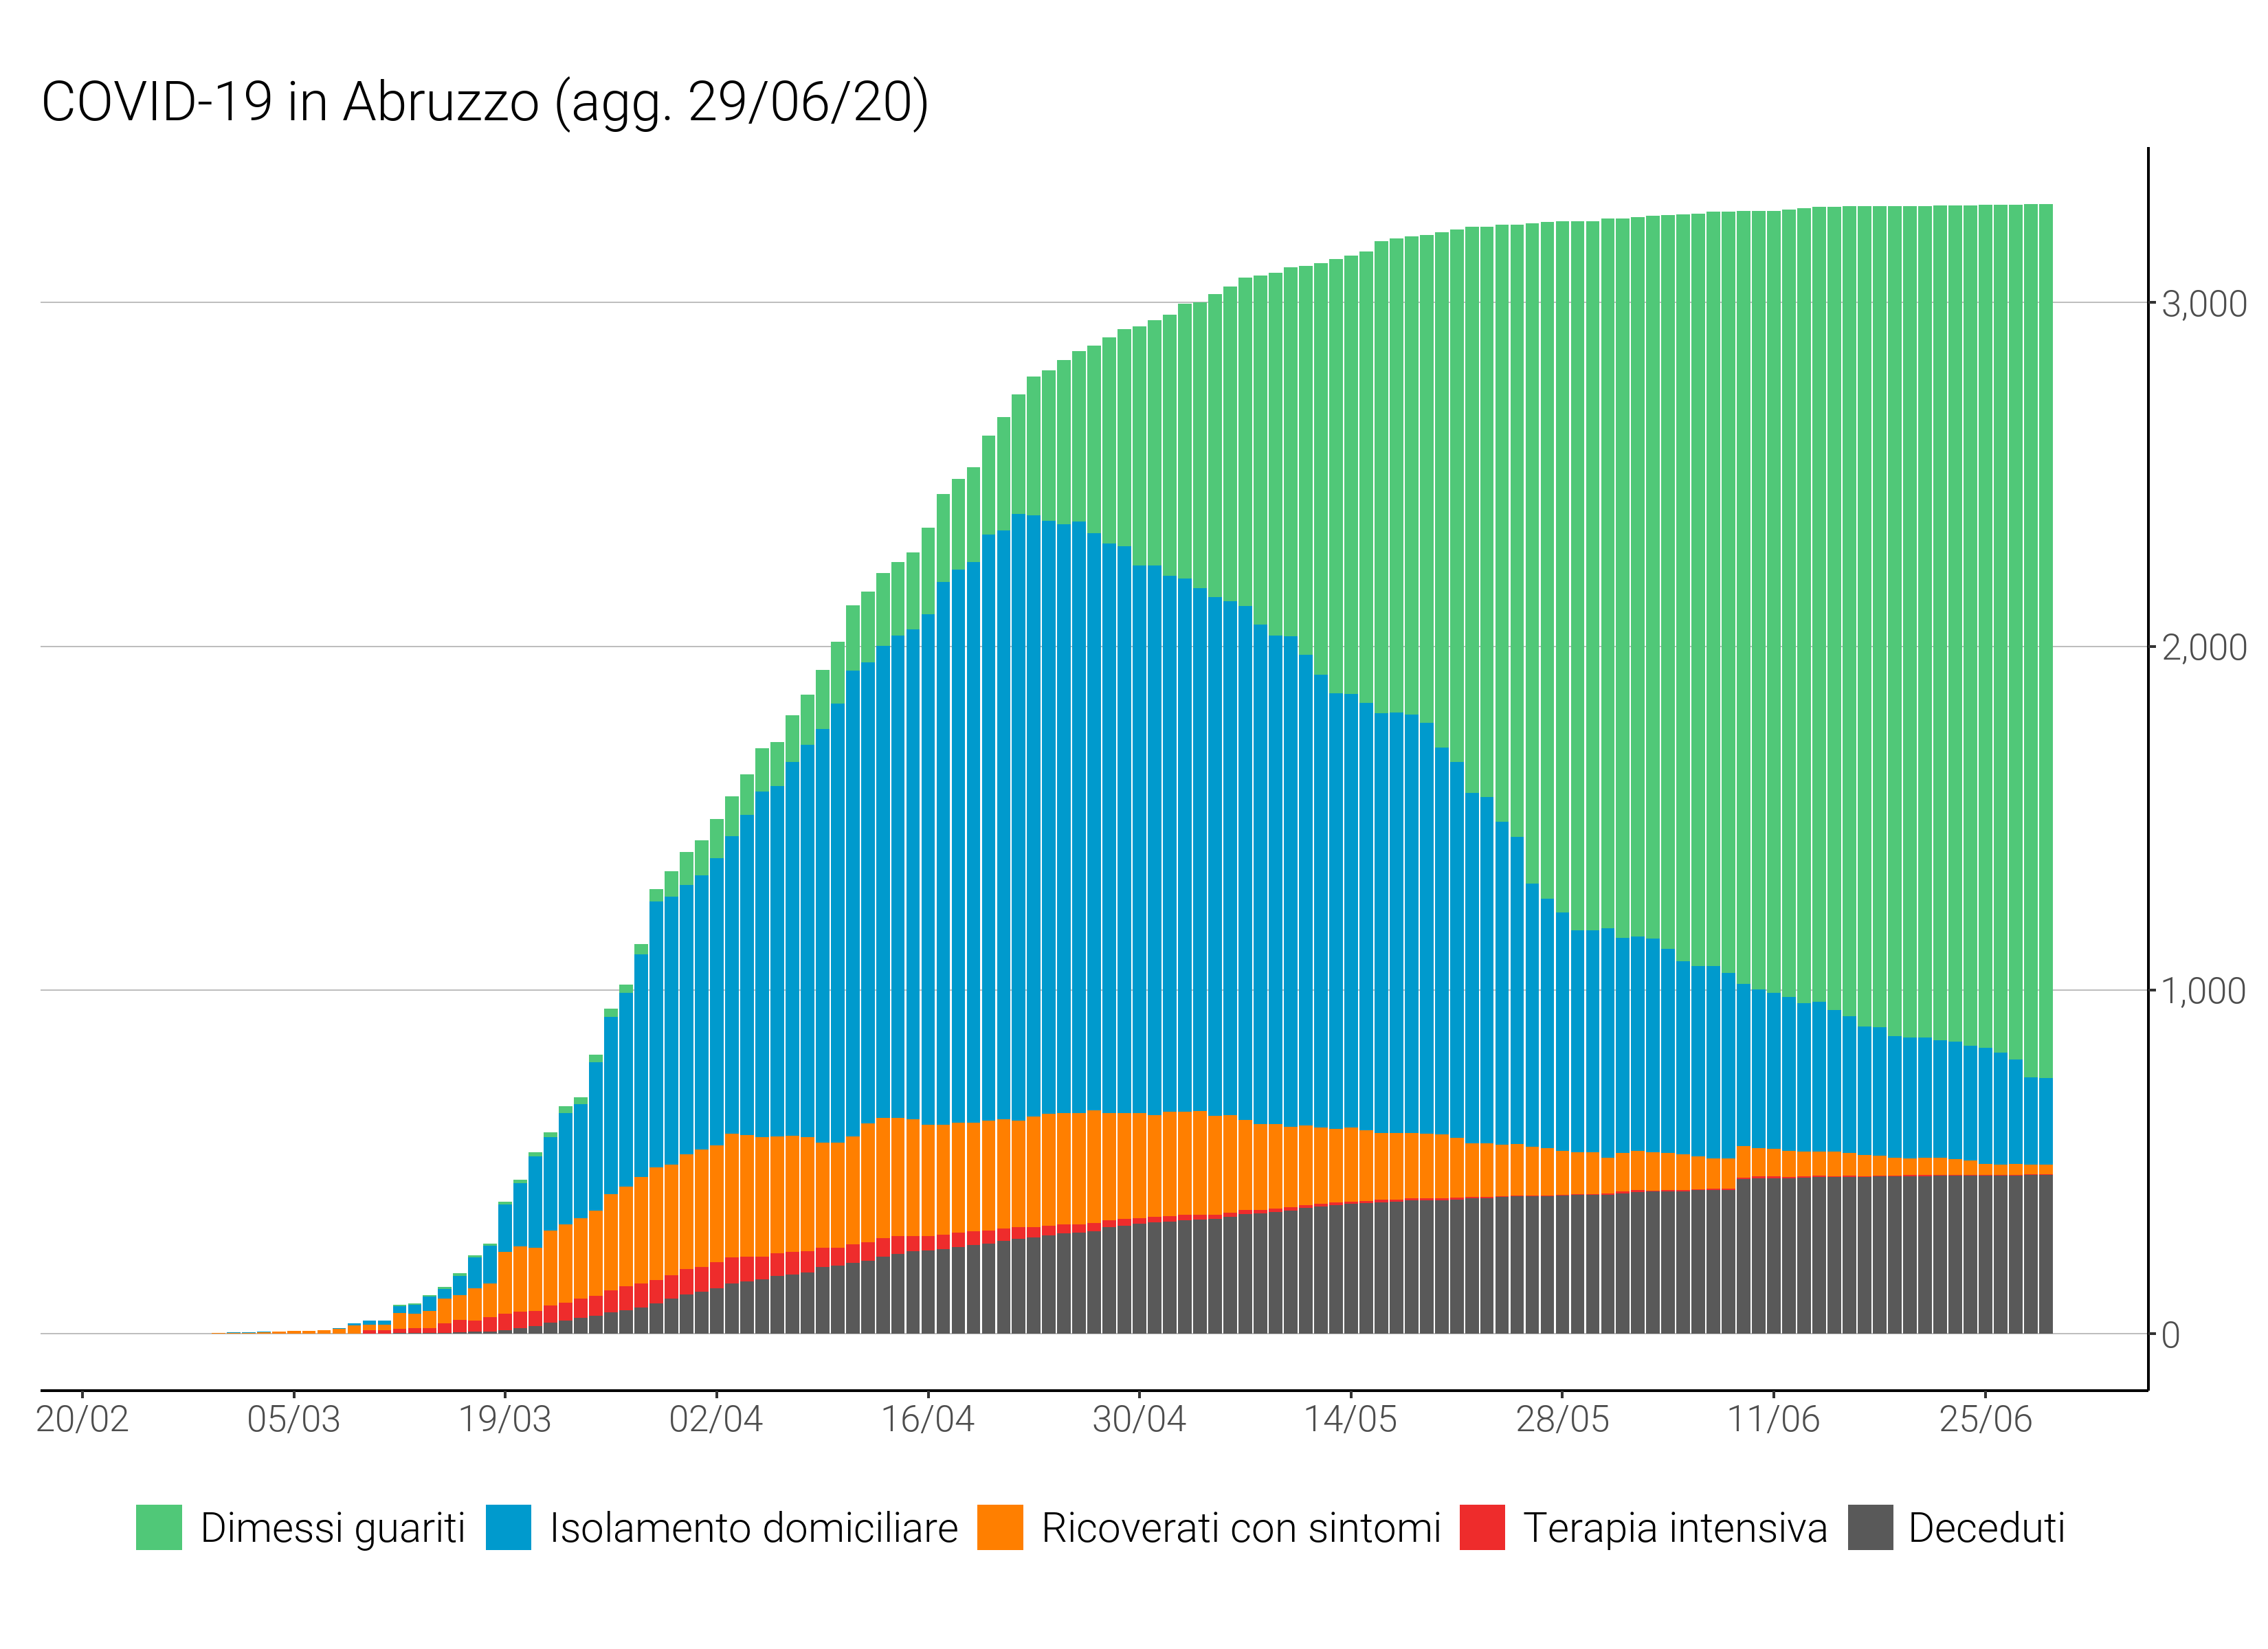 COVID-19 in Abruzzo (agg. 29/06/20)
3,000
2,000
1,000
0
20/02 05/03 19/03 02/04 16/04 30/04 14/05 28/05 11/06 25/06
Dimessi guariti Isolamento domiciliare Ricoverati con sintomi Terapia intensiva Deceduti